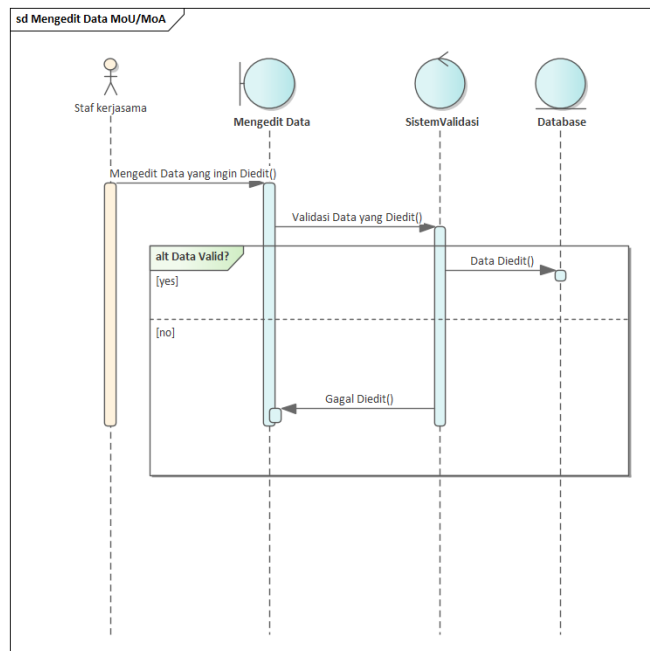 sd Mengedit Data MoU/MoA
Staf kerjasama
Mengedit Data
SistemValidasi
Database
Mengedit Data yang ingin Diedit()
Validasi Data yang Diedit()
alt Data Valid?
Data Diedit()
[yes]
[no]
Gagal Diedit()